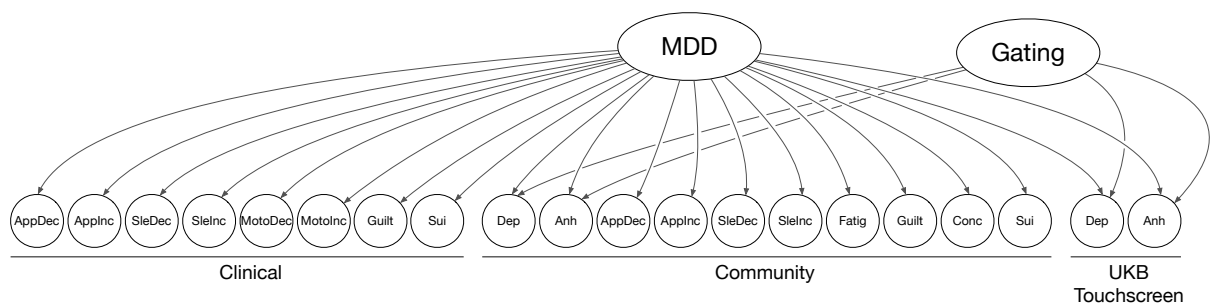 MDD
Gating
AppDec AppInc SleDec SleInc MotoDec MotoInc Guilt Sui Dep Anh AppDec AppInc SleDec SleInc Fatig Guilt Conc Sui Dep Anh
Clinical
Community
UKB
Touchscreen